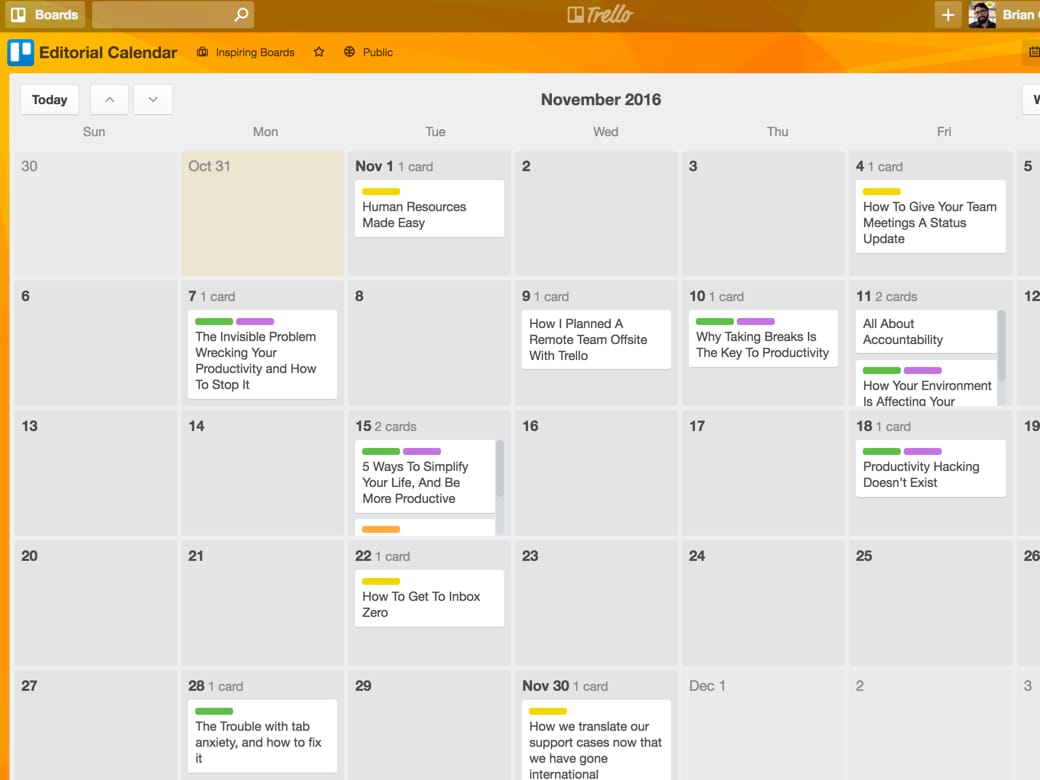 Boards
Trello
Brian
Editorial Calendar
Inspiring Boards
Public
Today
November 2016
W
Sun Mon Tue Wed Thu Fri
30
Oct 31
Nov 1 1 card
Human Resources
Made Easy
2
3
4 1 card
How To Give Your Team
Meetings A Status
Update
5
6
7 1 card
The Invisible Problem
Wrecking Your
Productivity and How
To Stop It
8
9 1 card
How I Planned A
Remote Team Offsite
With Trello
10 1 card
Why Taking Breaks Is
The Key To Productivity
11 2 cards
All About
Accountability
How Your Environment
Is Affecting Your
12
13
14
15 2 cards
5 Ways To Simplify
Your Life, And Be
More Productive
16
17
18 1 card
Productivity Hacking
Doesn't Exist
19
20
21
22 1 card
How To Get To Inbox
Zero
23
24
25
26
27
28 1 card
The Trouble with tab
anxiety, and how to fix
it
29
Nov 30 1 card
How we translate our
support cases now that
we have gone
international
Dec 1
2
3